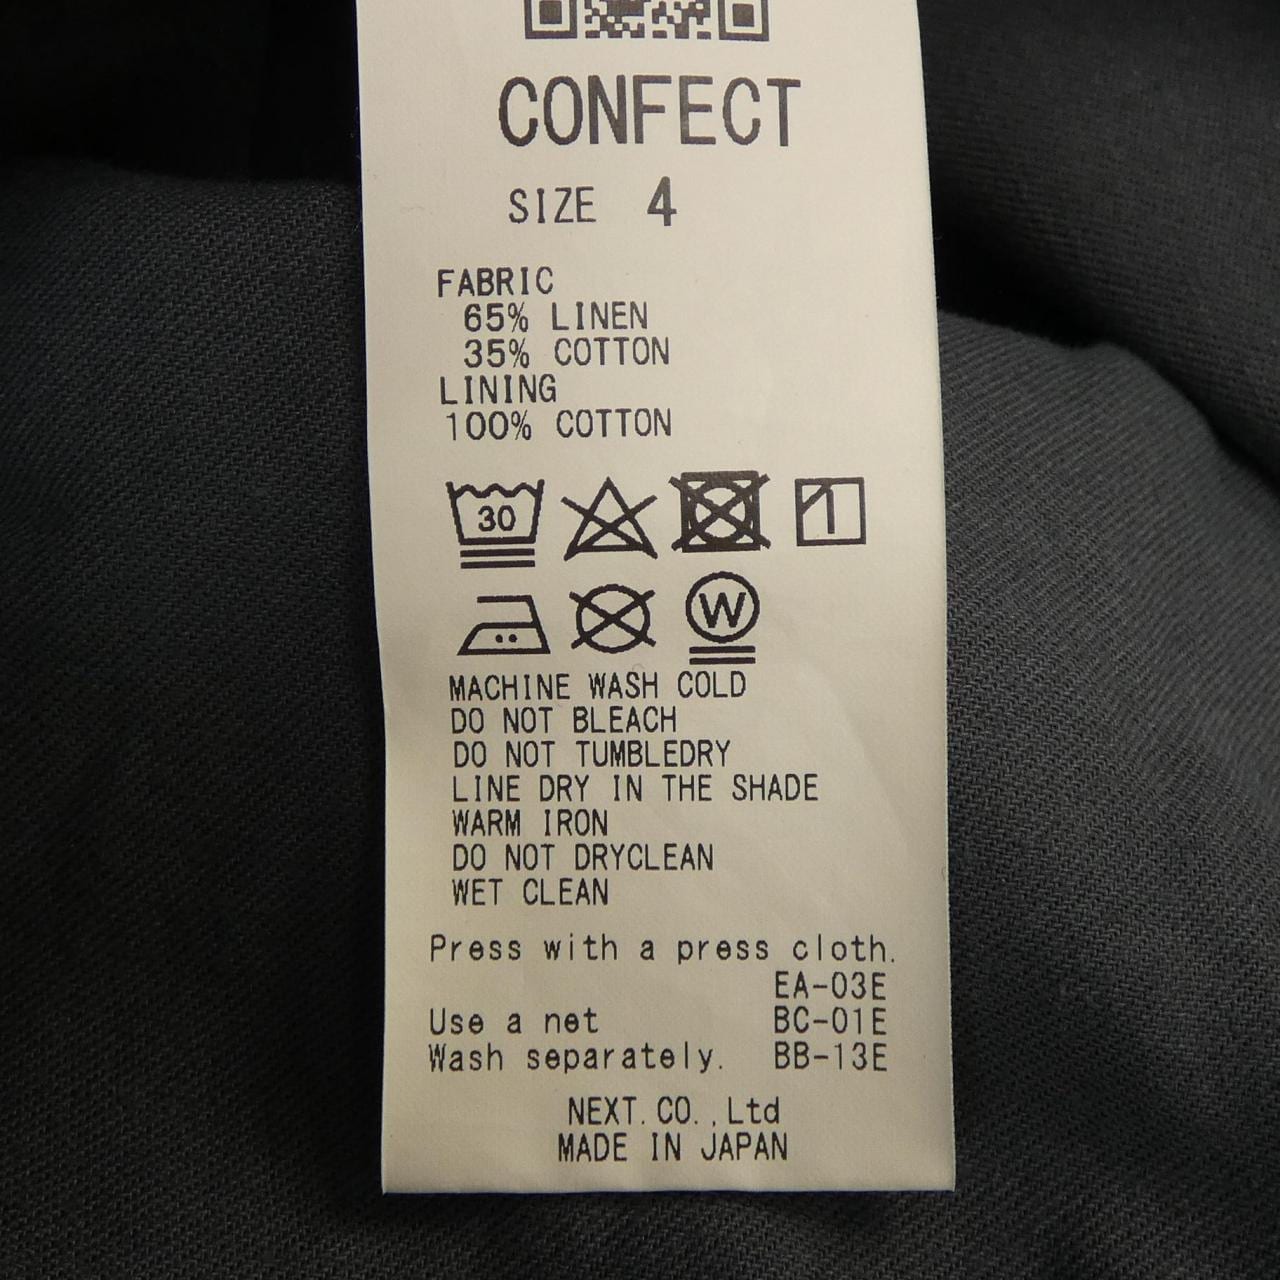 CONFECT
SIZE 4
FABRIC
65% LINEN
35% COTTON
LINING
100% COTTON
30
W
MACHINE WASH COLD
DO NOT BLEACH
DO NOT TUMBLEDRY
LINE DRY IN THE SHADE
WARM IRON
DO NOT DRYCLEAN
WET CLEAN
Press with a press cloth.
EA-03E
Use a net BC-01E
Wash separately. BB-13E
NEXT.CO.,Ltd
MADE IN JAPAN